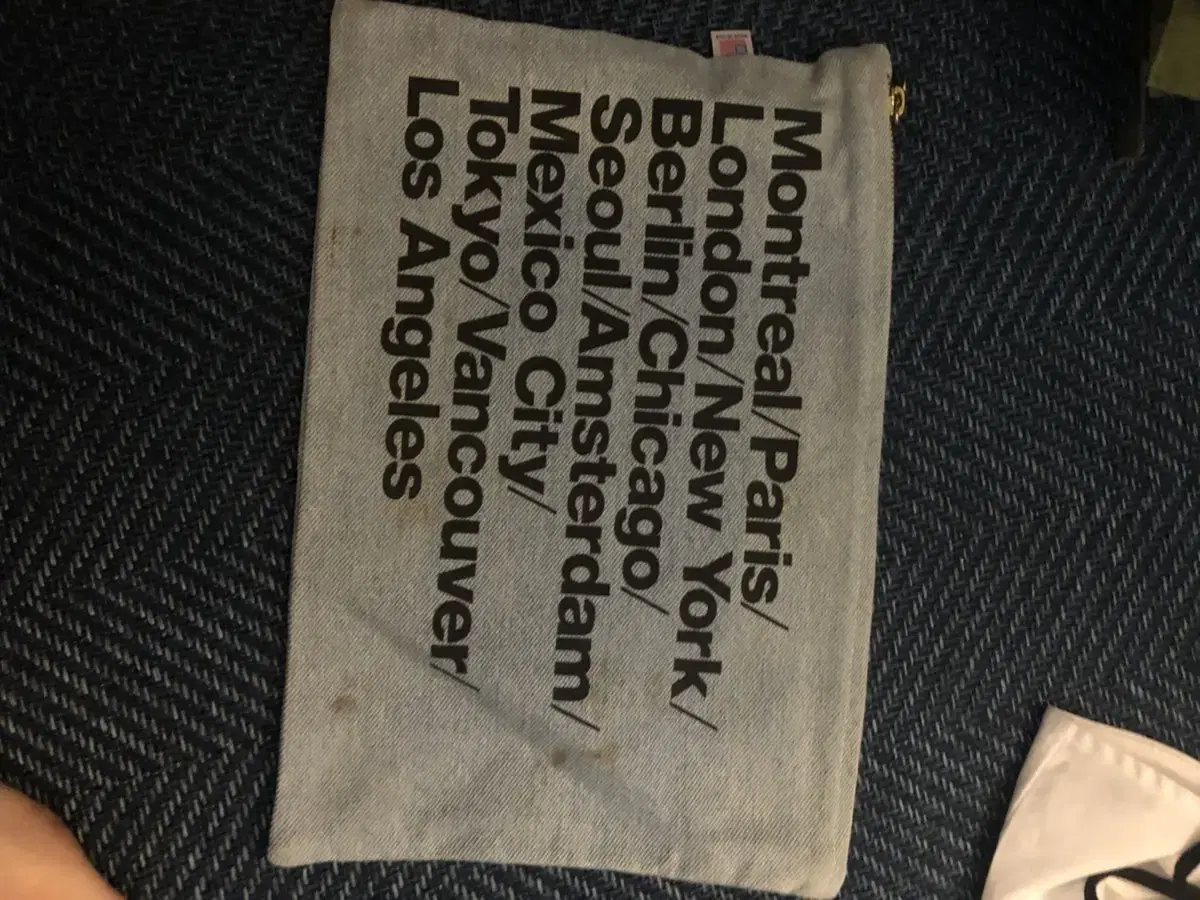 Montreal/Paris/
London/New York/
Berlin/Chicago/
Seoul/Amsterdam/
Mexico City/
Tokyo/Vancouver/
Los Angeles